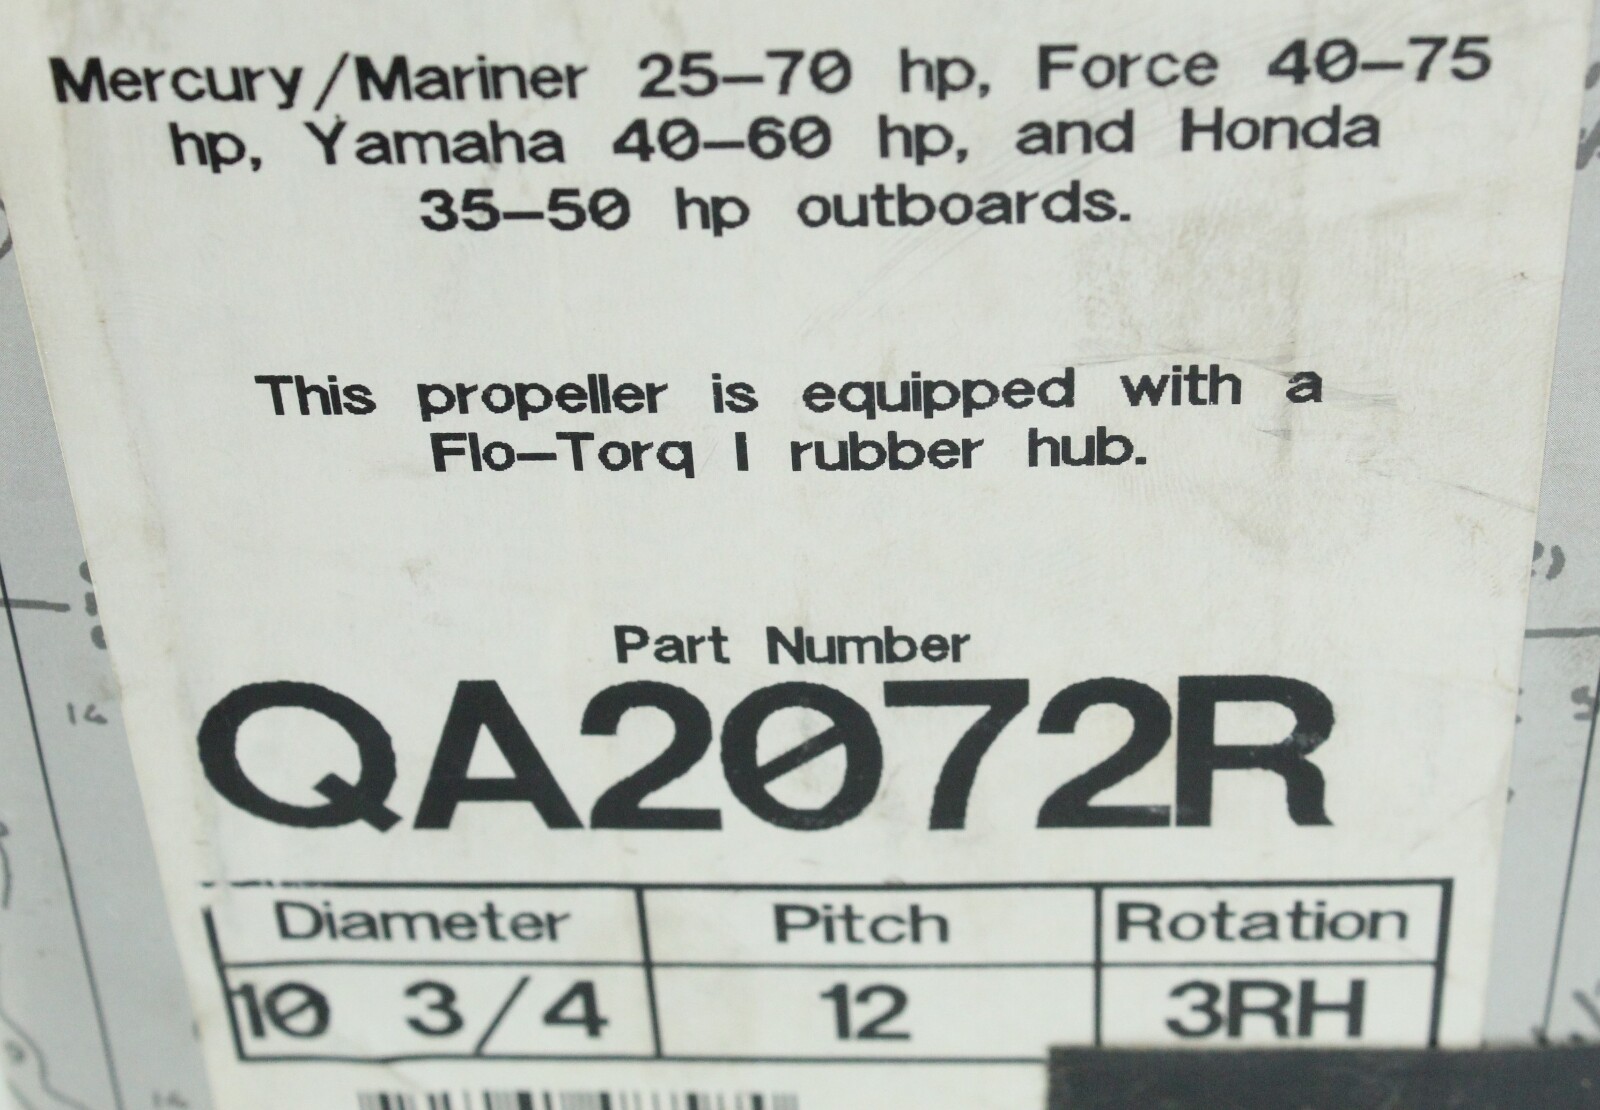 Mercury/Mariner 25-70 hp, Force 40-75
hp, Yamaha 40-60 hp, and Honda
35-50 hp outboards.
This propeller is equipped with a
Flo-Torq I rubber hub.
Part Number
QA2072R
Diameter Pitch Rotation
10 3/4 12 3RH